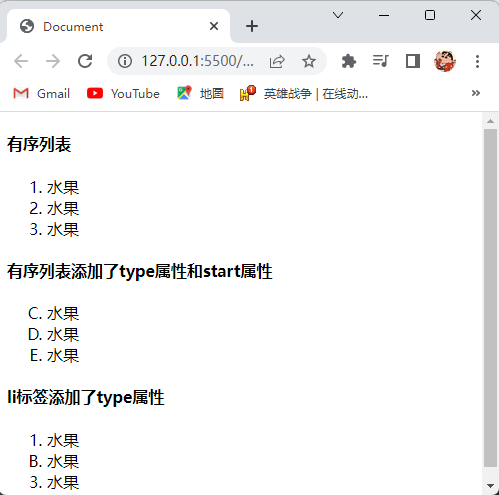 Document
127.0.0.1:5500/...
Gmail
YouTube
地图
英雄战争 | 在线动...
有序列表
1. 水果
2. 水果
3. 水果
有序列表添加了type属性和start属性
C. 水果
D. 水果
E. 水果
li标签添加了type属性
1. 水果
B. 水果
3. 水果